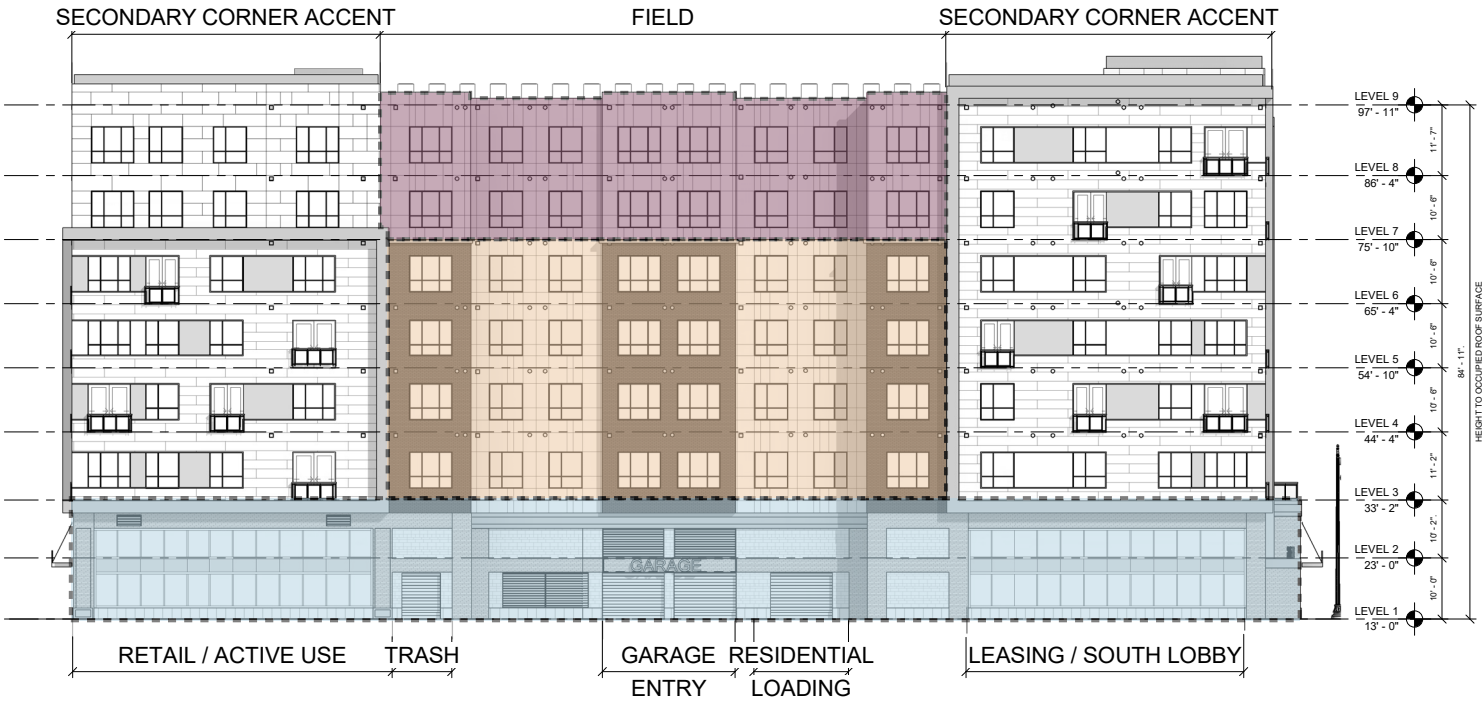 SECONDARY CORNER ACCENT
FIELD
SECONDARY CORNER ACCENT
LEVEL 9
97' - 11"
11' - 7"
LEVEL 8
86' - 4"
10' - 6"
LEVEL 7
75' - 10"
10' - 6"
LEVEL 6
65' - 4"
10' - 6"
LEVEL 5
54' - 10"
10' - 6"
LEVEL 4
44' - 4"
11' - 2"
LEVEL 3
33' - 2"
10' - 2"
LEVEL 2
23' - 0"
10' - 0"
LEVEL 1
13' - 0"
84' - 11"
HEIGHT TO OCCUPIED ROOF SURFACE
GARAGE
RETAIL / ACTIVE USE
TRASH
GARAGE
ENTRY
RESIDENTIAL
LOADING
LEASING / SOUTH LOBBY